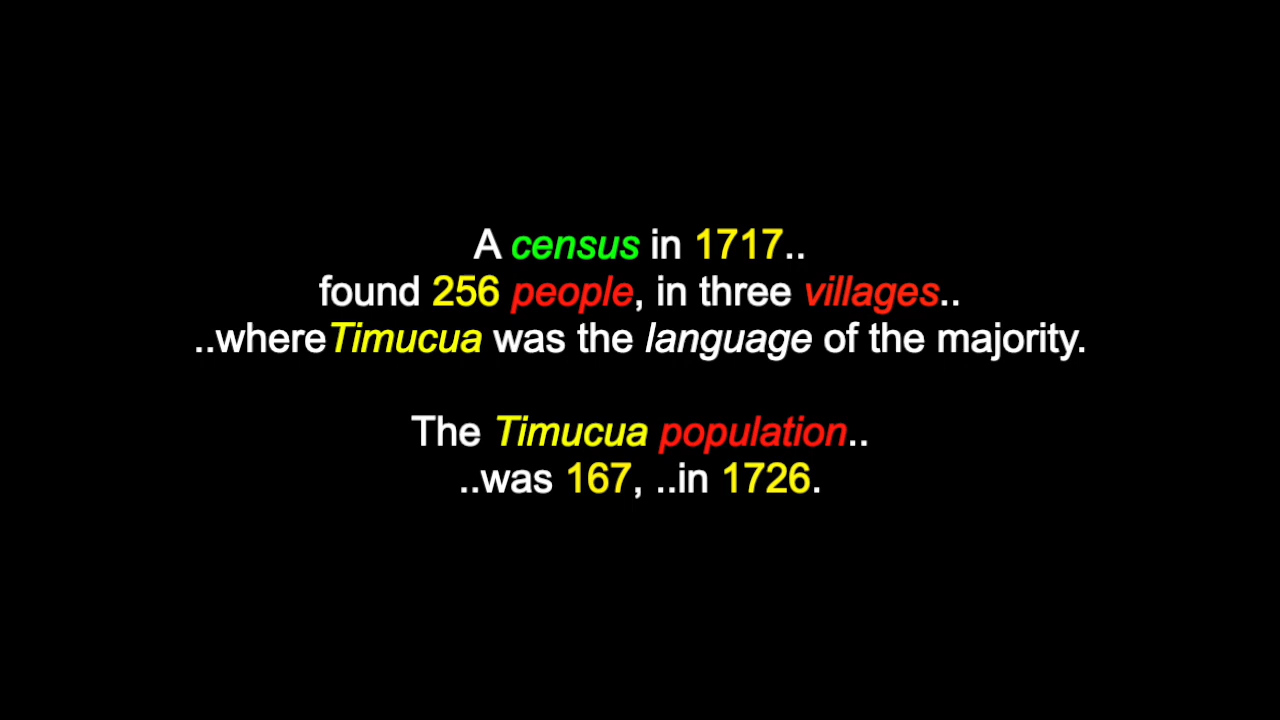 A census in 1717..
found 256 people, in three villages..
..whereTimucua was the language of the majority.
The Timucua population..
..was 167, ..in 1726.